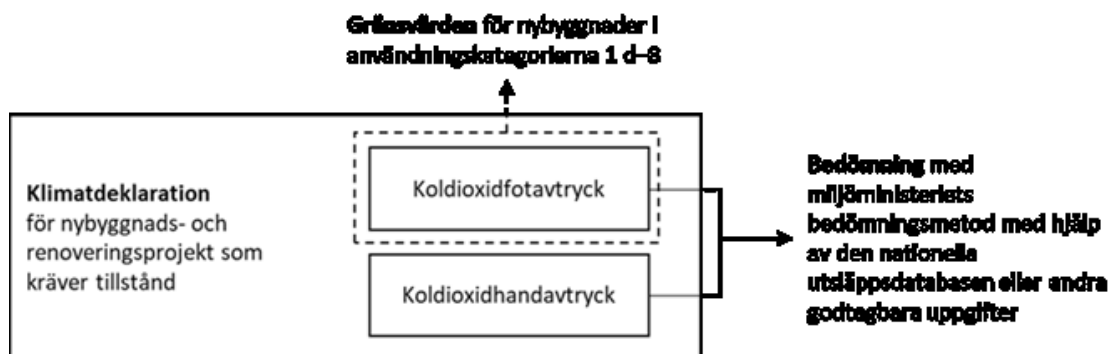 Gränsvärden för nybyggnader i
användningskategorierna 1 d–8
Klimatdeklaration
för nybyggnads- och
renoveringsprojekt som
kräver tillstånd
Koldioxidfotavtryck
Koldioxidhandavtryck
Bedömning med
miljöministeriets
bedömningsmetod med hjälp
av den nationella
utsläppsdatabasen eller andra
godtagbara uppgifter